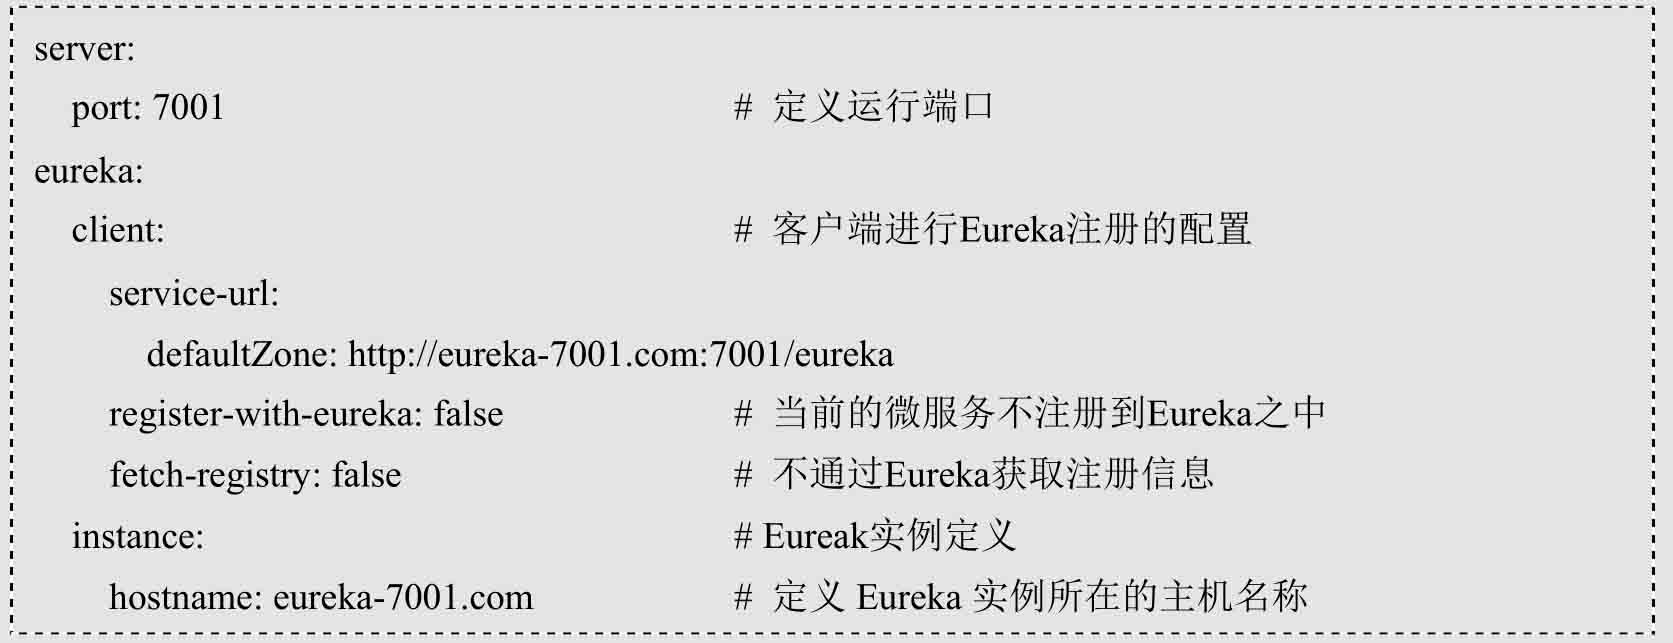 server:
port: 7001 # 定义运行端口
eureka:
client: # 客户端进行Eureka注册的配置
service-url:
defaultZone: http://eureka-7001.com:7001/eureka
register-with-eureka: false # 当前的微服务不注册到Eureka之中
fetch-registry: false # 不通过Eureka获取注册信息
instance: # Eureak实例定义
hostname: eureka-7001.com # 定义 Eureka 实例所在的主机名称